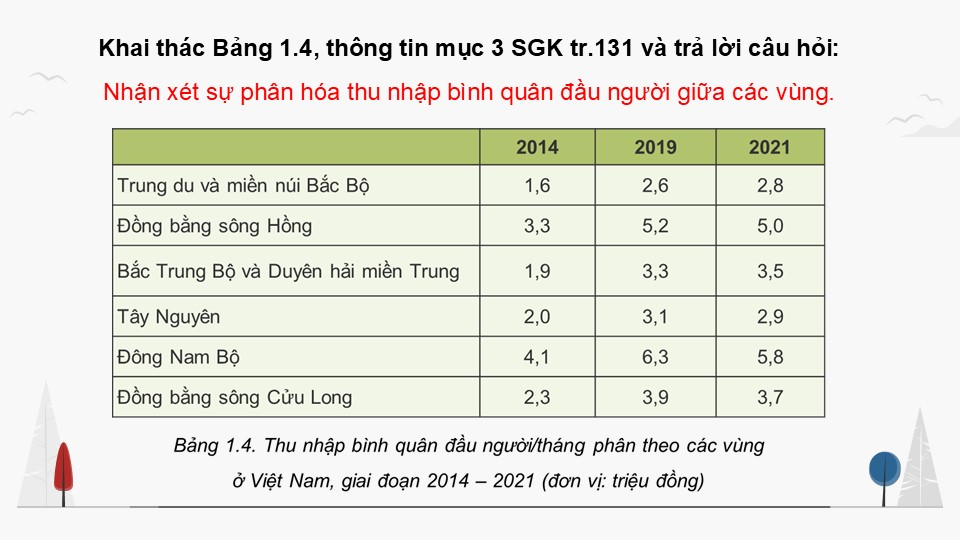 Khai thác Bảng 1.4, thông tin mục 3 SGK tr.131 và trả lời câu hỏi:
Nhận xét sự phân hóa thu nhập bình quân đầu người giữa các vùng.
2014 2019 2021
Trung du và miền núi Bắc Bộ 1,6 2,6 2,8
Đồng bằng sông Hồng 3,3 5,2 5,0
Bắc Trung Bộ và Duyên hải miền Trung 1,9 3,3 3,5
Tây Nguyên 2,0 3,1 2,9
Đông Nam Bộ 4,1 6,3 5,8
Đồng bằng sông Cửu Long 2,3 3,9 3,7
Bảng 1.4. Thu nhập bình quân đầu người/tháng phân theo các vùng
ở Việt Nam, giai đoạn 2014 – 2021 (đơn vị: triệu đồng)